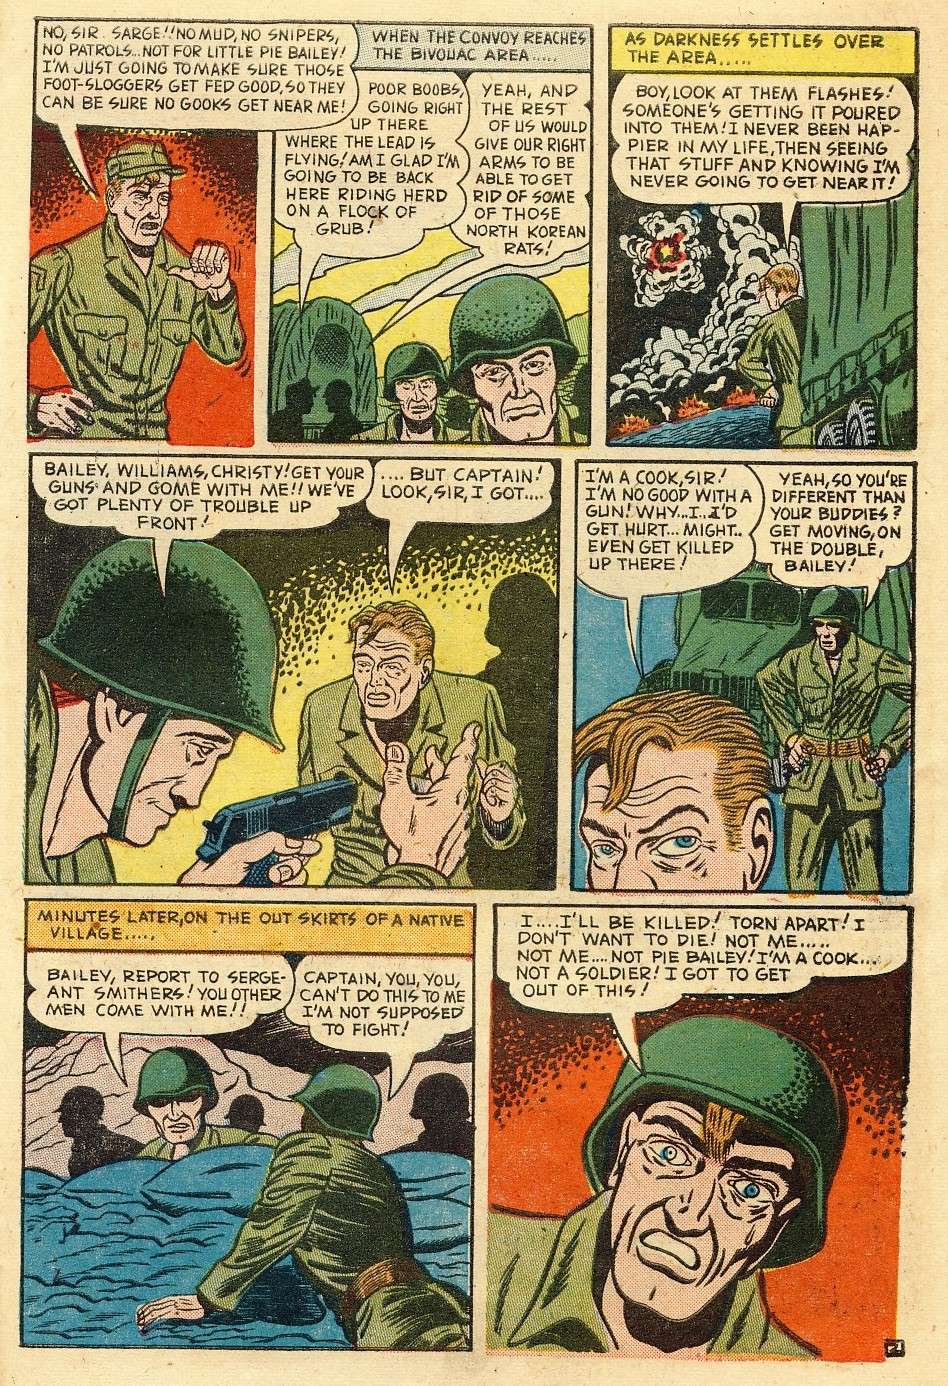 NO, SIR. SARGE!! NO MUD, NO SNIPERS,
NO PATROLS... NOT FOR LITTLE PIE BAILEY!
I'M JUST GOING TO MAKE SURE THOSE
FOOT-SLOGGERS GET FED GOOD, SO THEY
CAN BE SURE NO GOOKS GET NEAR ME!
WHEN THE CONVOY REACHES
THE BIVOUAC AREA.....
POOR BOOBS,
GOING RIGHT
UP THERE
WHERE THE LEAD IS
FLYING! AM I GLAD I'M
GOING TO BE BACK
HERE RIDING HERD
ON A FLOCK OF
GRUB!
YEAH, AND
THE REST
OF US WOULD
GIVE OUR RIGHT
ARMS TO BE
ABLE TO GET
RID OF SOME
OF THOSE
NORTH KOREAN
RATS!
AS DARKNESS SETTLES OVER
THE AREA.....
BOY, LOOK AT THEM FLASHES!
SOMEONE'S GETTING IT POURED
INTO THEM! I NEVER BEEN HAP-
PIER IN MY LIFE, THEN SEEING
THAT STUFF AND KNOWING I'M
NEVER GOING TO GET NEAR IT!
BAILEY, WILLIAMS, CHRISTY! GET YOUR
GUNS AND COME WITH ME!! WE'VE
GOT PLENTY OF TROUBLE UP
FRONT!
.... BUT CAPTAIN!
LOOK, SIR, I GOT....
I'M A COOK, SIR!
I'M NO GOOD WITH A
GUN! WHY...I...I'D
GET HURT... MIGHT..
EVEN GET KILLED
UP THERE!
YEAH, SO YOU'RE
DIFFERENT THAN
YOUR BUDDIES?
GET MOVING, ON
THE DOUBLE,
BAILEY!
MINUTES LATER, ON THE OUT SKIRTS OF A NATIVE
VILLAGE.....
BAILEY, REPORT TO SERGE-
ANT SMITHERS! YOU OTHER
MEN COME WITH ME!!
CAPTAIN, YOU, YOU,
CAN'T DO THIS TO ME
I'M NOT SUPPOSED
TO FIGHT!
I....I'LL BE KILLED! TORN APART! I
DON'T WANT TO DIE! NOT ME.....
NOT ME.... NOT PIE BAILEY! I'M A COOK...
NOT A SOLDIER! I GOT TO GET
OUT OF THIS!
2